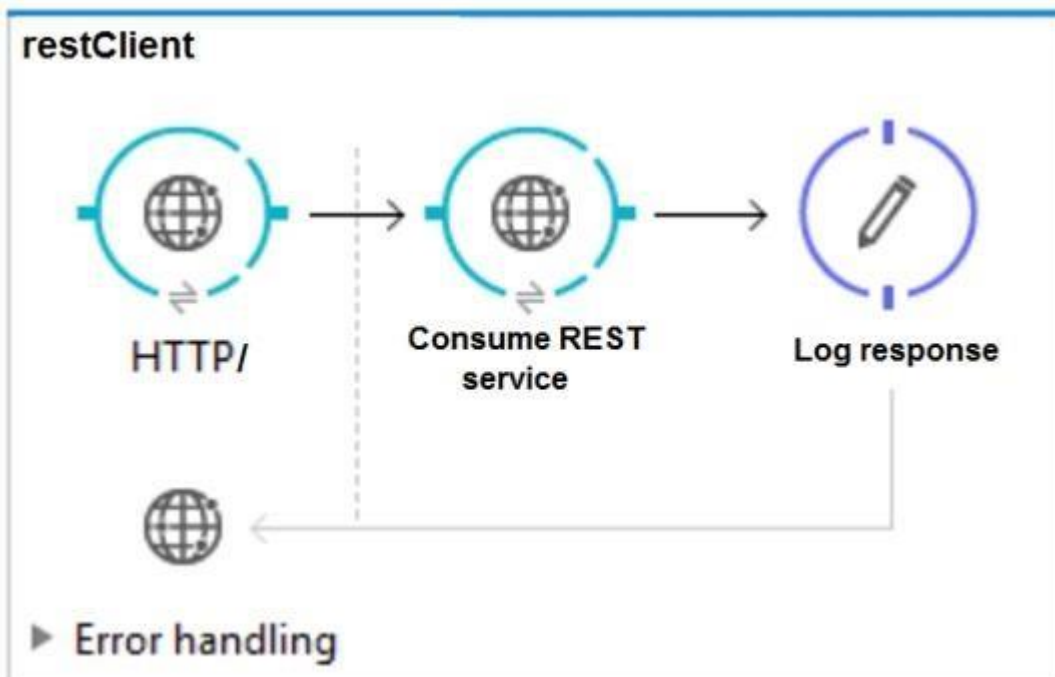 restClient
HTTP/
Consume REST
service
Log response
Error handling